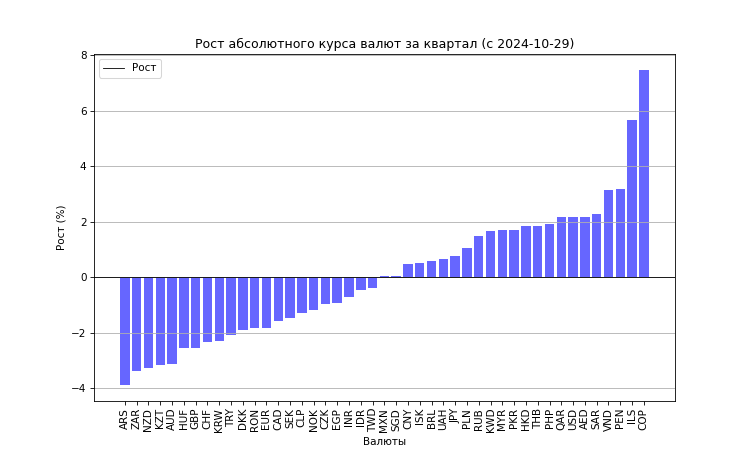 Рост абсолютного курса валют за квартал (с 2024-10-29)
Рост
Рост (%)
8
6
4
2
0
−2
−4
ARS ZAR NZD KZT AUD HUF GBP CHF KRW TRY DKK RON EUR CAD SEK CLP NOK CZK EGP INR IDR TWD MXN SGD CNY ISK BRL UAH JPY PLN RUB KWD MYR PKR HKD THB PHP QAR USD AED SAR VND PEN ILS COP
Валюты